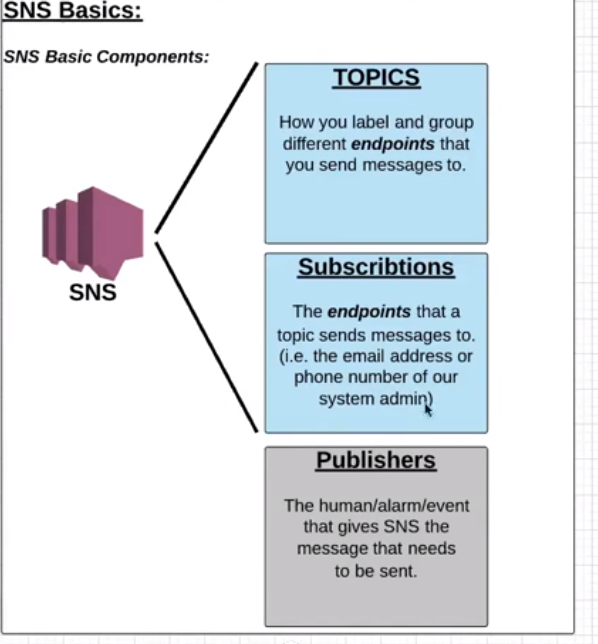 SNS Basics:
SNS Basic Components:
SNS
TOPICS
How you label and group
different endpoints that
you send messages to.
Subscribtions
The endpoints that a
topic sends messages to.
(i.e. the email address or
phone number of our
system admin)
Publishers
The human/alarm/event
that gives SNS the
message that needs
to be sent.